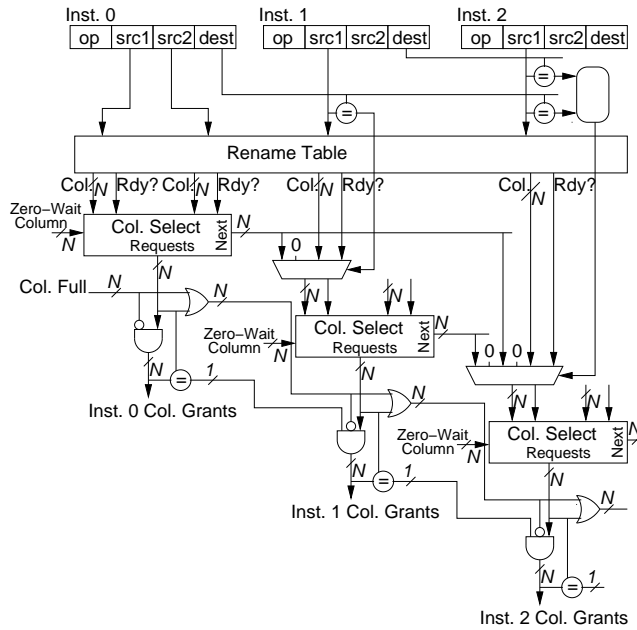 Inst. 0 Inst. 1 Inst. 2
op src1 src2 dest op src1 src2 dest op src1 src2 dest
=
= =
Rename Table
Col. N Rdy? Col. N Rdy? Col. N Rdy? Col. N Rdy?
Zero−Wait Column N
Col. Select Requests Next N
0
Col. Full N N
N N N
Zero−Wait Column N
Col. Select Requests Next N
0 0
N = 1
N
N
Inst. 0 Col. Grants
N N
Zero−Wait Column N
Col. Select Requests Next N
N = 1
N
N
Inst. 1 Col. Grants
N = 1
Inst. 2 Col. Grants